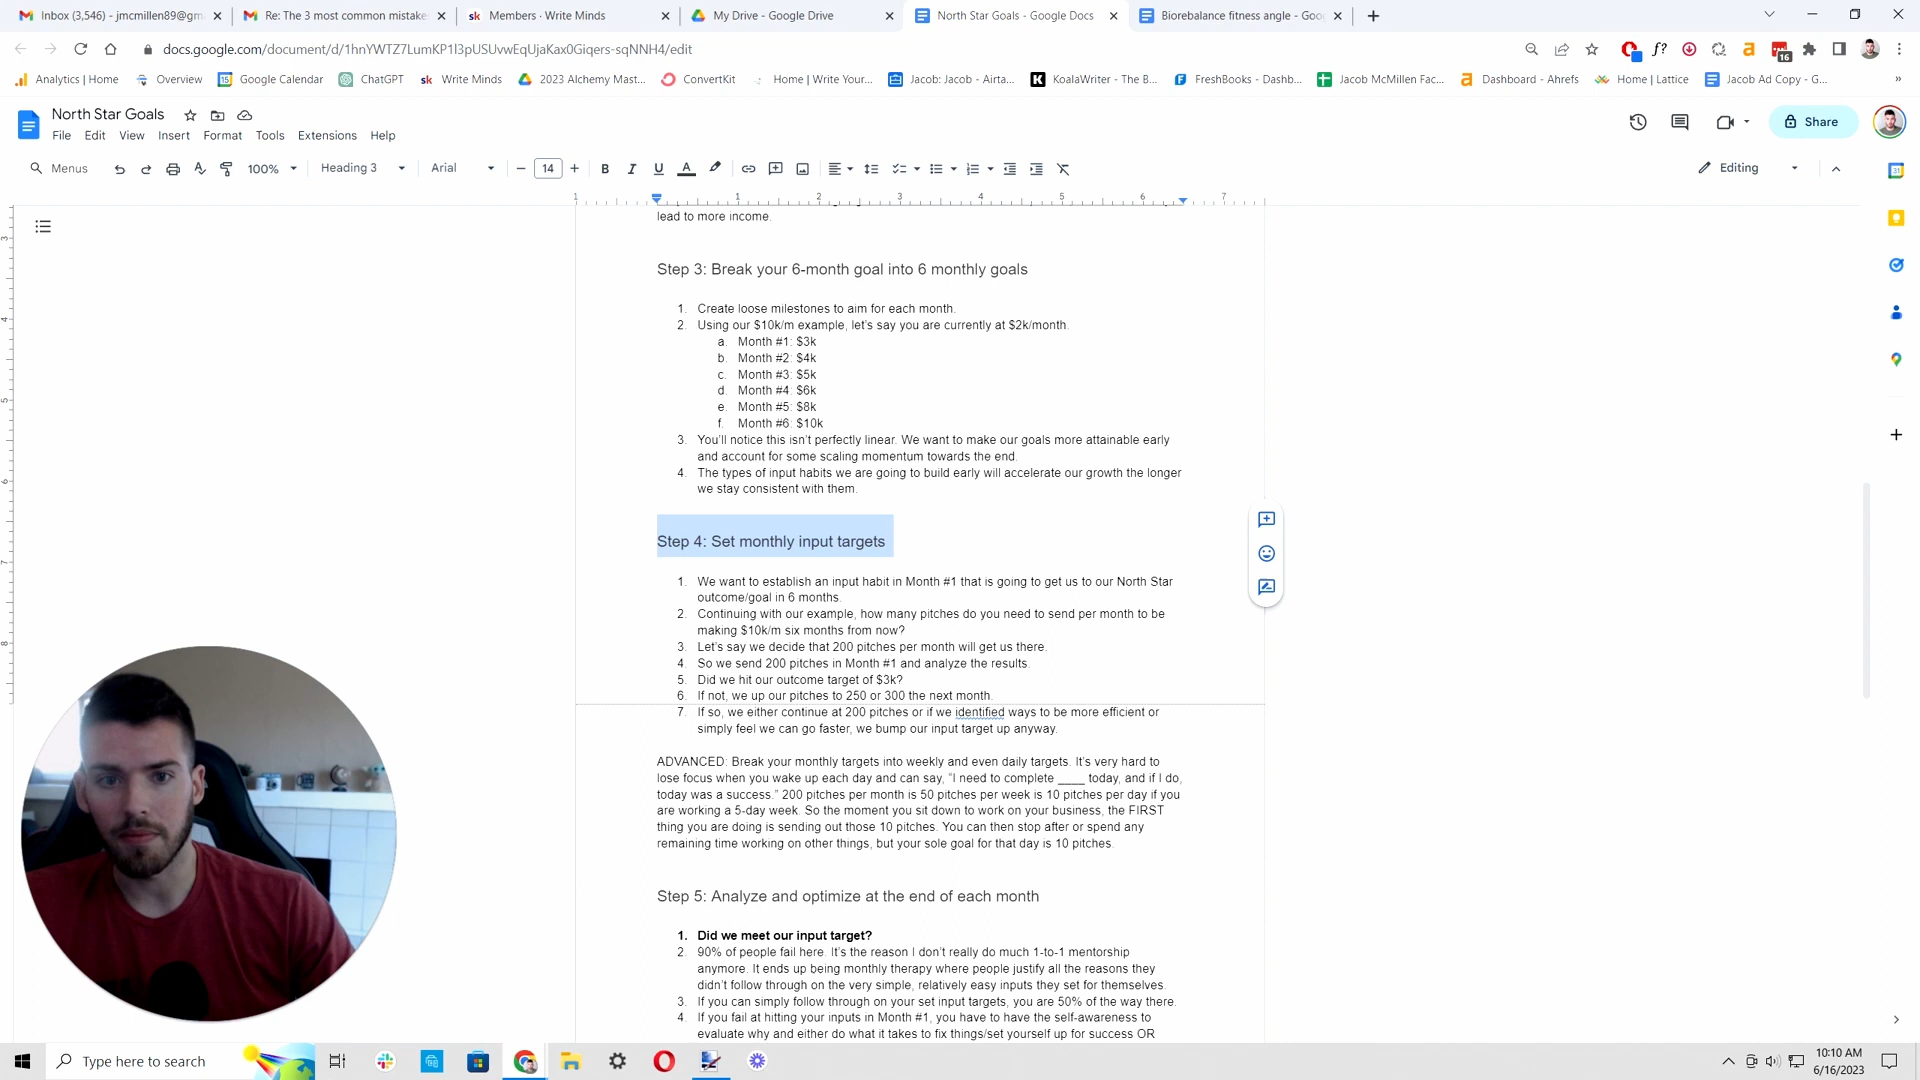 Inbox (3,546) - jmcmillen89@gm
Re: The 3 most common mistake
Members · Write Minds
My Drive - Google Drive
North Star Goals - Google Docs
Biorebalance fitness angle - Goo
docs.google.com/document/d/1hnYWTZ7LumKP1l3pUSUvwEqUjaKax0Giqers-sqNNH4/edit
Analytics | Home
Overview
Google Calendar
ChatGPT
Write Minds
2023 Alchemy Mast...
ConvertKit
Home | Write Your...
Jacob: Jacob - Airta...
KoalaWriter - The B...
FreshBooks - Dashb...
Jacob McMillen Fac...
Dashboard - Ahrefs
Home | Lattice
Jacob Ad Copy - G...
North Star Goals
File Edit View Insert Format Tools Extensions Help
Share
Menus
100%
Heading 3
Arial
14
Editing
lead to more income.
Step 3: Break your 6-month goal into 6 monthly goals
1. Create loose milestones to aim for each month.
2. Using our $10k/m example, let's say you are currently at $2k/month.
a. Month #1: $3k
b. Month #2: $4k
c. Month #3: $5k
d. Month #4: $6k
e. Month #5: $8k
f. Month #6: $10k
3. You'll notice this isn't perfectly linear. We want to make our goals more attainable early
and account for some scaling momentum towards the end.
4. The types of input habits we are going to build early will accelerate our growth the longer
we stay consistent with them.
Step 4: Set monthly input targets
1. We want to establish an input habit in Month #1 that is going to get us to our North Star
outcome/goal in 6 months.
2. Continuing with our example, how many pitches do you need to send per month to be
making $10k/m six months from now?
3. Let's say we decide that 200 pitches per month will get us there.
4. So we send 200 pitches in Month #1 and analyze the results.
5. Did we hit our outcome target of $3k?
6. If not, we up our pitches to 250 or 300 the next month.
7. If so, we either continue at 200 pitches or if we identified ways to be more efficient or
simply feel we can go faster, we bump our input target up anyway.
ADVANCED: Break your monthly targets into weekly and even daily targets. It's very hard to
lose focus when you wake up each day and can say, "I need to complete ____ today, and if I do,
today was a success." 200 pitches per month is 50 pitches per week is 10 pitches per day if you
are working a 5-day week. So the moment you sit down to work on your business, the FIRST
thing you are doing is sending out those 10 pitches. You can then stop after or spend any
remaining time working on other things, but your sole goal for that day is 10 pitches.
Step 5: Analyze and optimize at the end of each month
1. Did we meet our input target?
2. 90% of people fail here. It's the reason I don't really do much 1-to-1 mentorship
anymore. It ends up being monthly therapy where people justify all the reasons they
didn't follow through on the very simple, relatively easy inputs they set for themselves.
3. If you can simply follow through on your set input targets, you are 50% of the way there.
4. If you fail at hitting your inputs in Month #1, you have to have the self-awareness to
evaluate why and either do what it takes to fix things/set yourself up for success OR
Type here to search
10:10 AM
6/16/2023